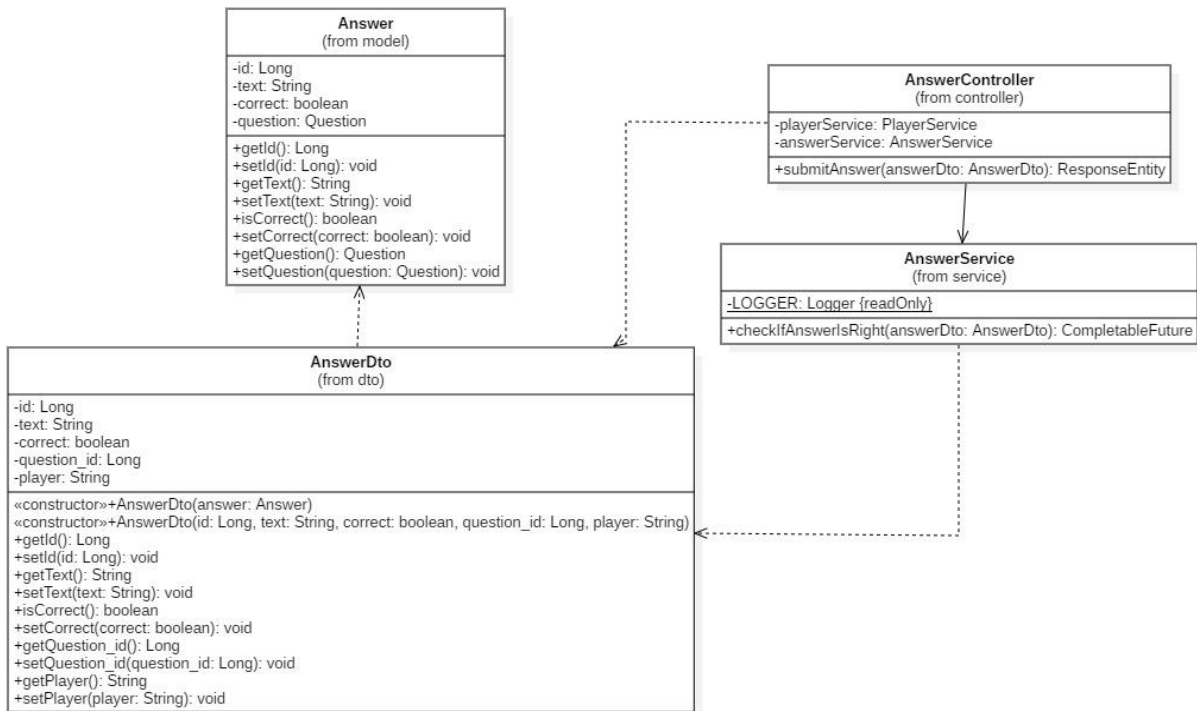 Answer
(from model)
-id: Long
-text: String
-correct: boolean
-question: Question
+getId(): Long
+setId(id: Long): void
+getText(): String
+setText(text: String): void
+isCorrect(): boolean
+setCorrect(correct: boolean): void
+getQuestion(): Question
+setQuestion(question: Question): void
AnswerController
(from controller)
-playerService: PlayerService
-answerService: AnswerService
+submitAnswer(answerDto: AnswerDto): ResponseEntity
AnswerService
(from service)
-LOGGER: Logger {readOnly}
+checkIfAnswerIsRight(answerDto: AnswerDto): CompletableFuture
AnswerDto
(from dto)
-id: Long
-text: String
-correct: boolean
-question_id: Long
-player: String
«constructor»+AnswerDto(answer: Answer)
«constructor»+AnswerDto(id: Long, text: String, correct: boolean, question_id: Long, player: String)
+getId(): Long
+setId(id: Long): void
+getText(): String
+setText(text: String): void
+isCorrect(): boolean
+setCorrect(correct: boolean): void
+getQuestion_id(): Long
+setQuestion_id(question_id: Long): void
+getPlayer(): String
+setPlayer(player: String): void